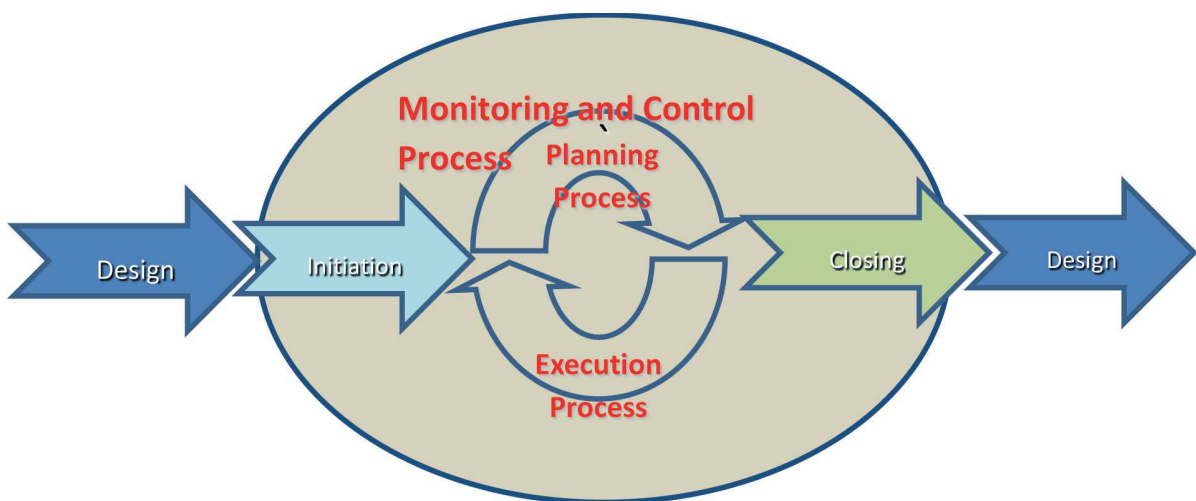 Monitoring and Control
Process
`
Planning
Process
Design
Initiation
Closing
Design
Execution
Process